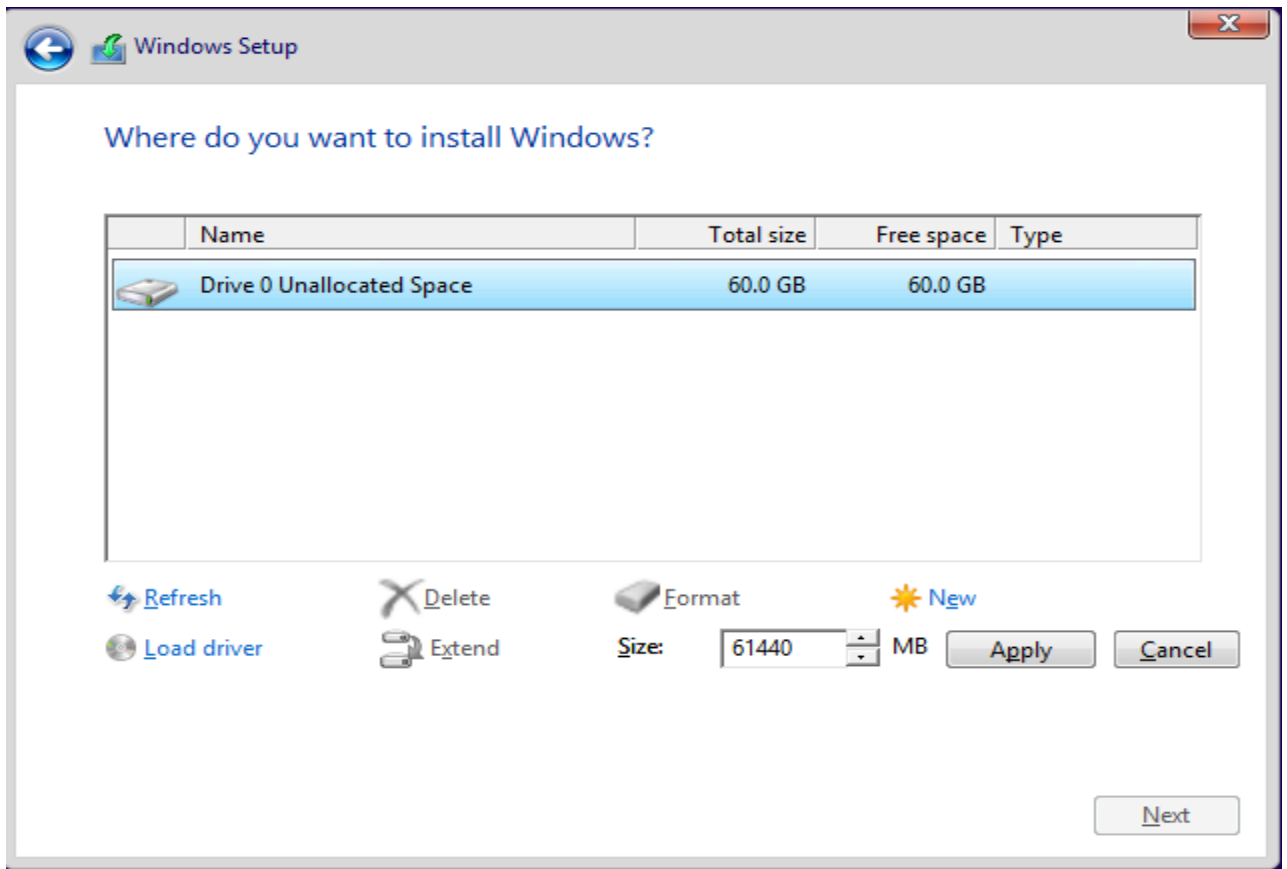 Windows Setup
Where do you want to install Windows?
Name Total size Free space Type
Drive 0 Unallocated Space 60.0 GB 60.0 GB
Refresh Delete Format New
Load driver Extend Size: 61440 MB Apply Cancel
Next